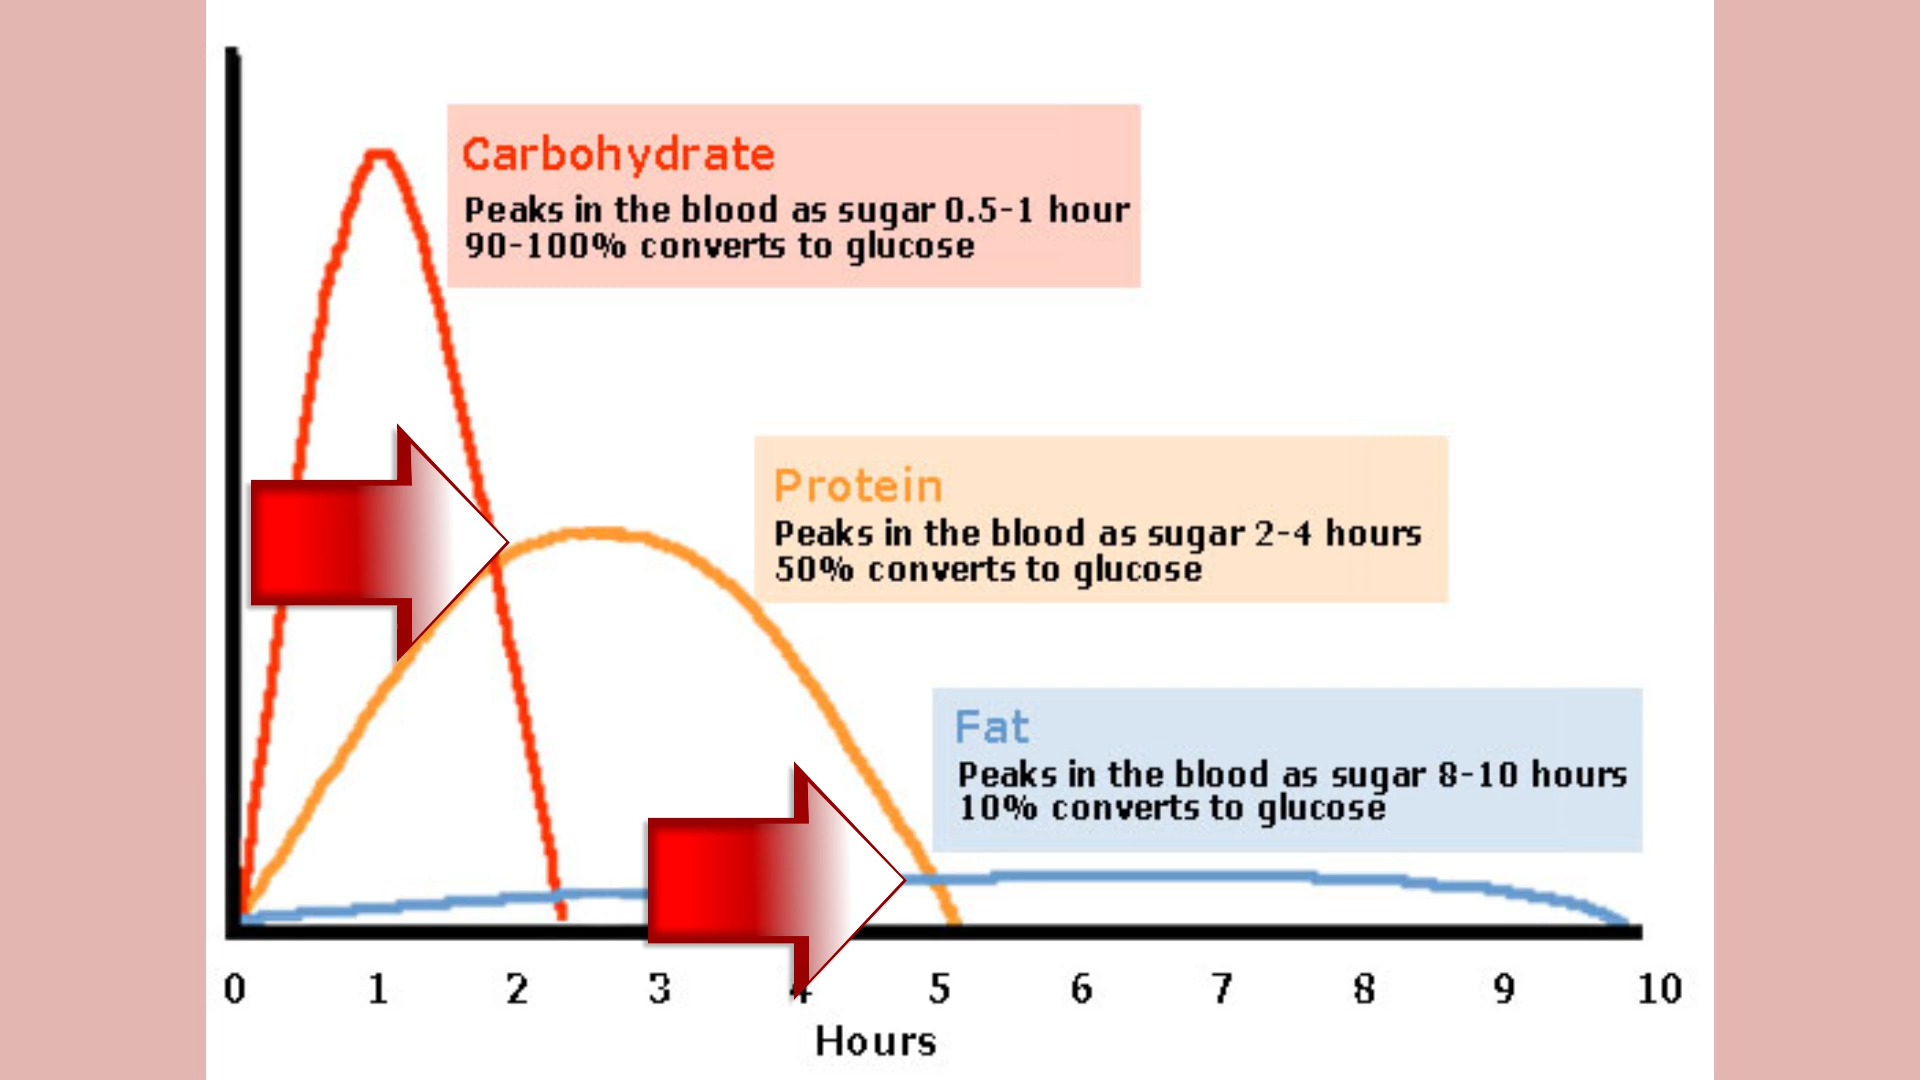 Carbohydrate
Peaks in the blood as sugar 0.5-1 hour
90-100% converts to glucose
Protein
Peaks in the blood as sugar 2-4 hours
50% converts to glucose
Fat
Peaks in the blood as sugar 8-10 hours
10% converts to glucose
0 1 2 3 4 5 6 7 8 9 10
Hours